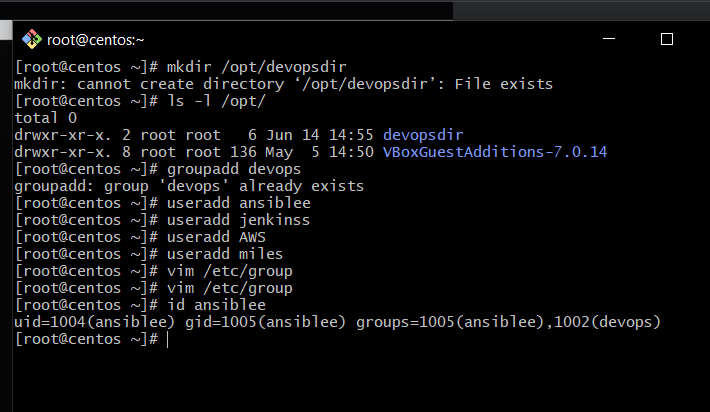 root@centos:~
[root@centos ~]# mkdir /opt/devopsdir
mkdir: cannot create directory ‘/opt/devopsdir’: File exists
[root@centos ~]# ls -l /opt/
total 0
drwxr-xr-x. 2 root root   6 Jun 14 14:55 devopsdir
drwxr-xr-x. 8 root root 136 May  5 14:50 VBoxGuestAdditions-7.0.14
[root@centos ~]# groupadd devops
groupadd: group 'devops' already exists
[root@centos ~]# useradd ansiblee
[root@centos ~]# useradd jenkinss
[root@centos ~]# useradd AWS
[root@centos ~]# useradd miles
[root@centos ~]# vim /etc/group
[root@centos ~]# vim /etc/group
[root@centos ~]# id ansiblee
uid=1004(ansiblee) gid=1005(ansiblee) groups=1005(ansiblee),1002(devops)
[root@centos ~]#